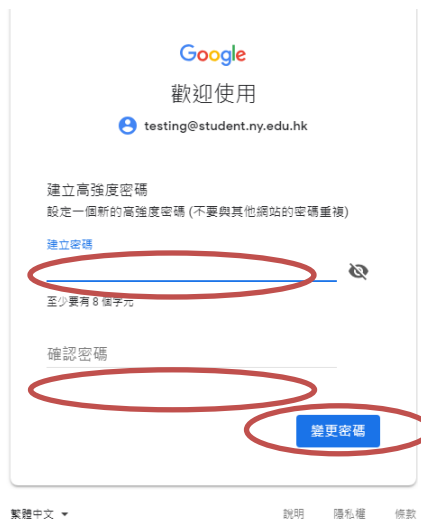 Google
歡迎使用
testing@student.ny.edu.hk
建立高強度密碼
設定一個新的高強度密碼 (不要與其他網站的密碼重複)
建立密碼
至少要有 8 個字元
確認密碼
變更密碼
繁體中文
說明 隱私權 條款